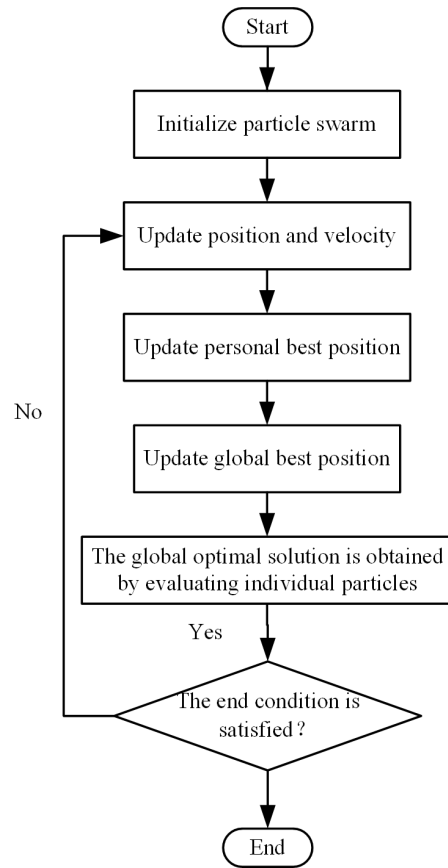 Start
Initialize particle swarm
Update position and velocity
Update personal best position
No
Update global best position
The global optimal solution is obtained
by evaluating individual particles
Yes
The end condition is
satisfied？
End